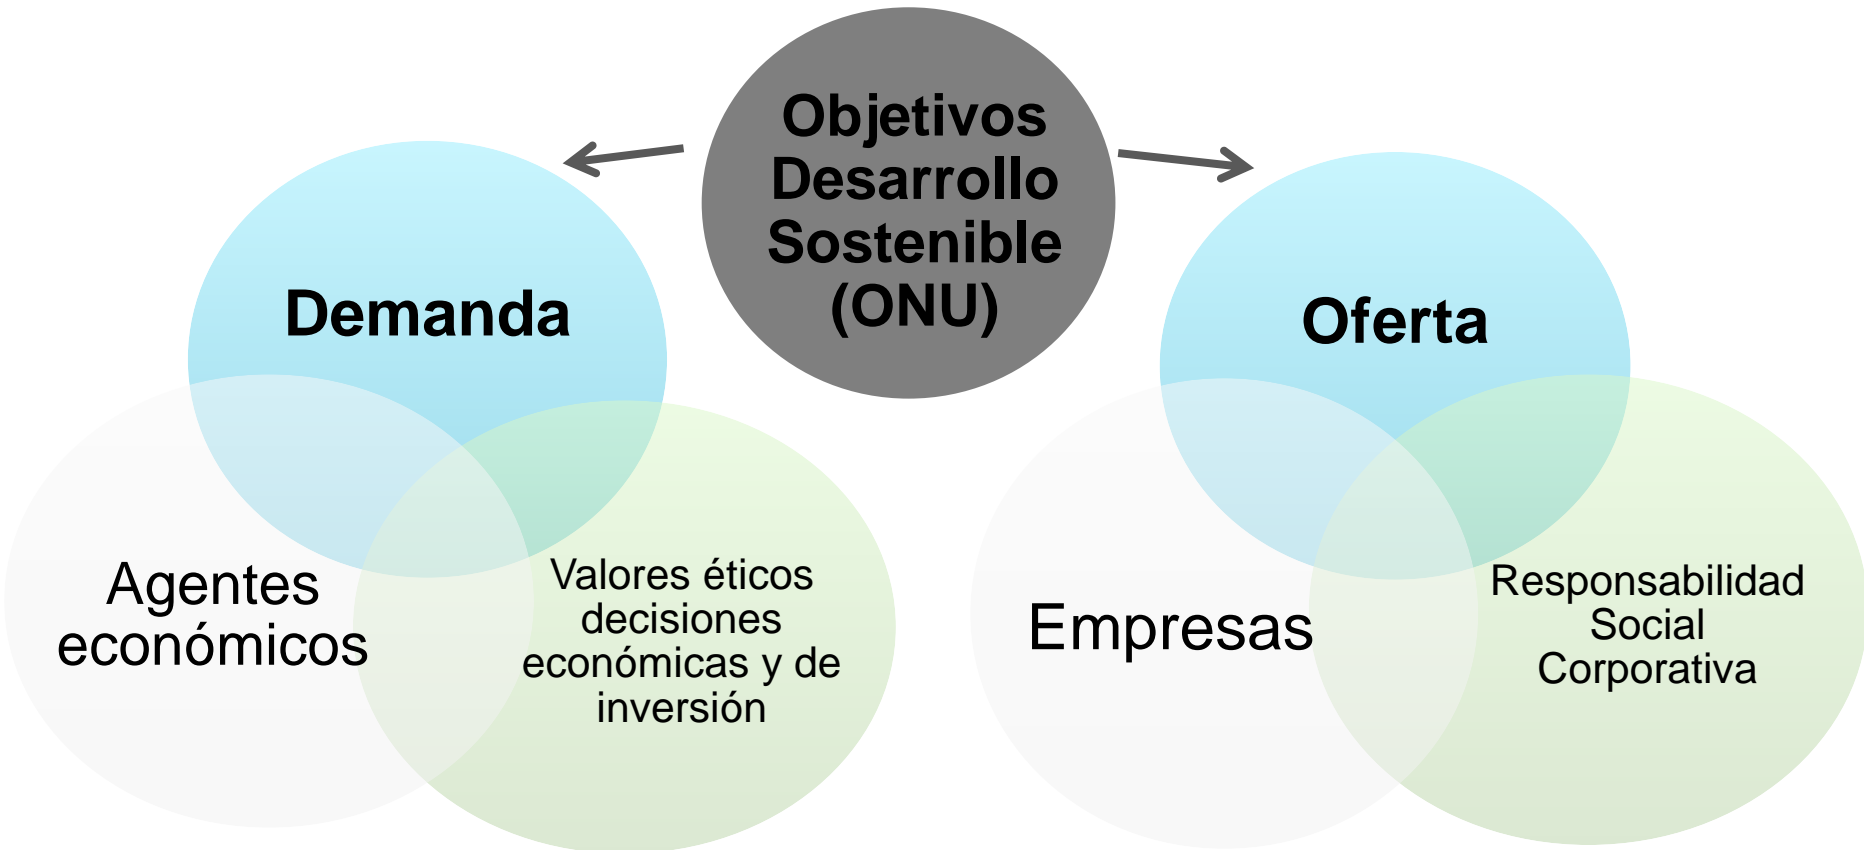 Objetivos
Desarrollo
Sostenible
(ONU)
Demanda
Agentes
económicos
Valores éticos
decisiones
económicas y de
inversión
Oferta
Empresas
Responsabilidad
Social
Corporativa